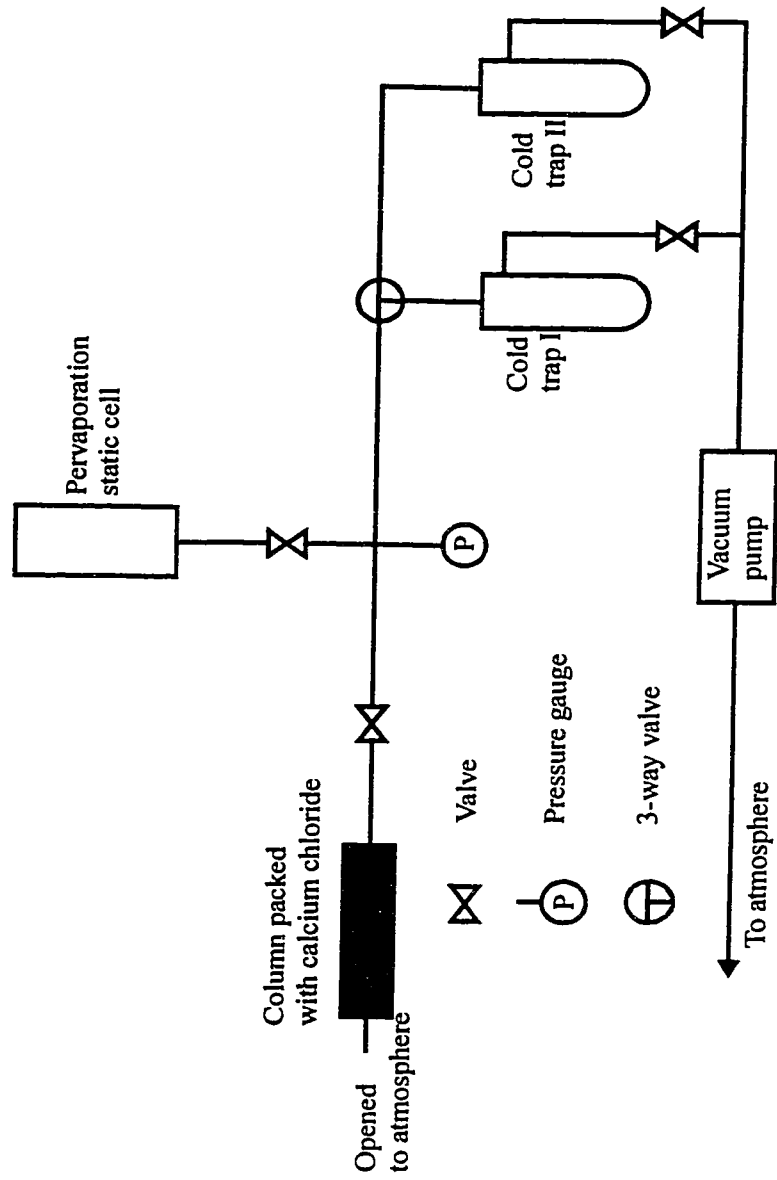 Pervaporation
static cell
Column packed
with calcium chloride
Opened
to atmosphere
P
Cold
trap I
Cold
trap II
Valve
P
Pressure gauge
3-way valve
Vacuum
pump
To atmosphere